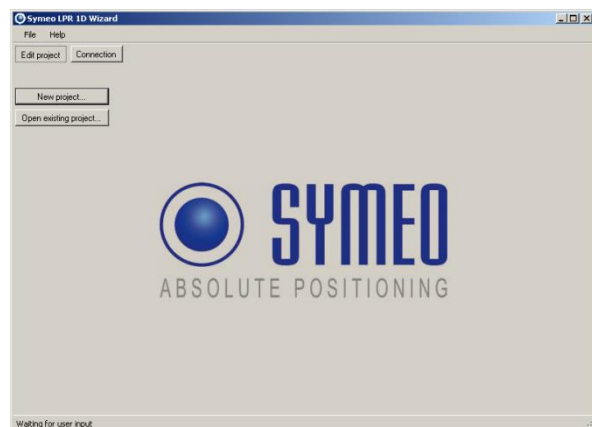 Symeo LPR 1D Wizard
File Help
Edit project Connection
New project...
Open existing project...
SYMEO
ABSOLUTE POSITIONING
Waiting for user input